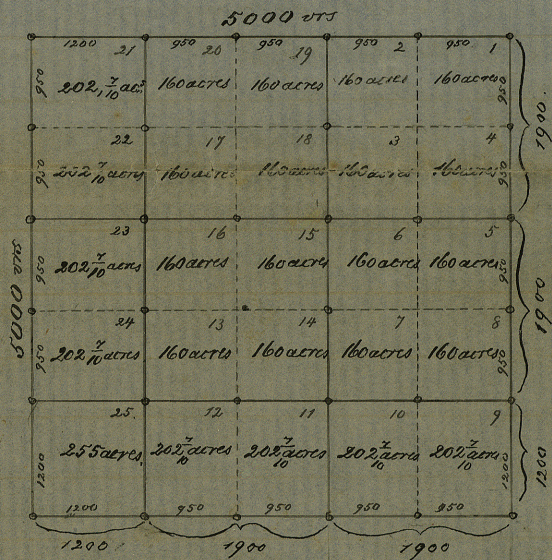 5000 vrs
1200 21 950 20 950 19 950 2 950 1
950 202,7/10 acs 160 acres 160 acres 160 acres 160 acres 950
1900.
22 17 18 3 4
950 202 7/10 acres 160 acres 160 acres 160 acres 160 acres 950
23 16 15 6 5
950 202 7/10 acres 160 acres 160 acres 160 acres 160 acres 950
5000 vrs
1900
24 13 14 7 8
950 202 7/10 acres 160 acres 160 acres 160 acres 160 acres 950
25. 12 11 10 9
255 acres. 202 7/10 acres 202 7/10 acres 202 7/10 acres 202 7/10 acres
1200 1200 1200
1200 950 950 950 950
1200 1900 1900